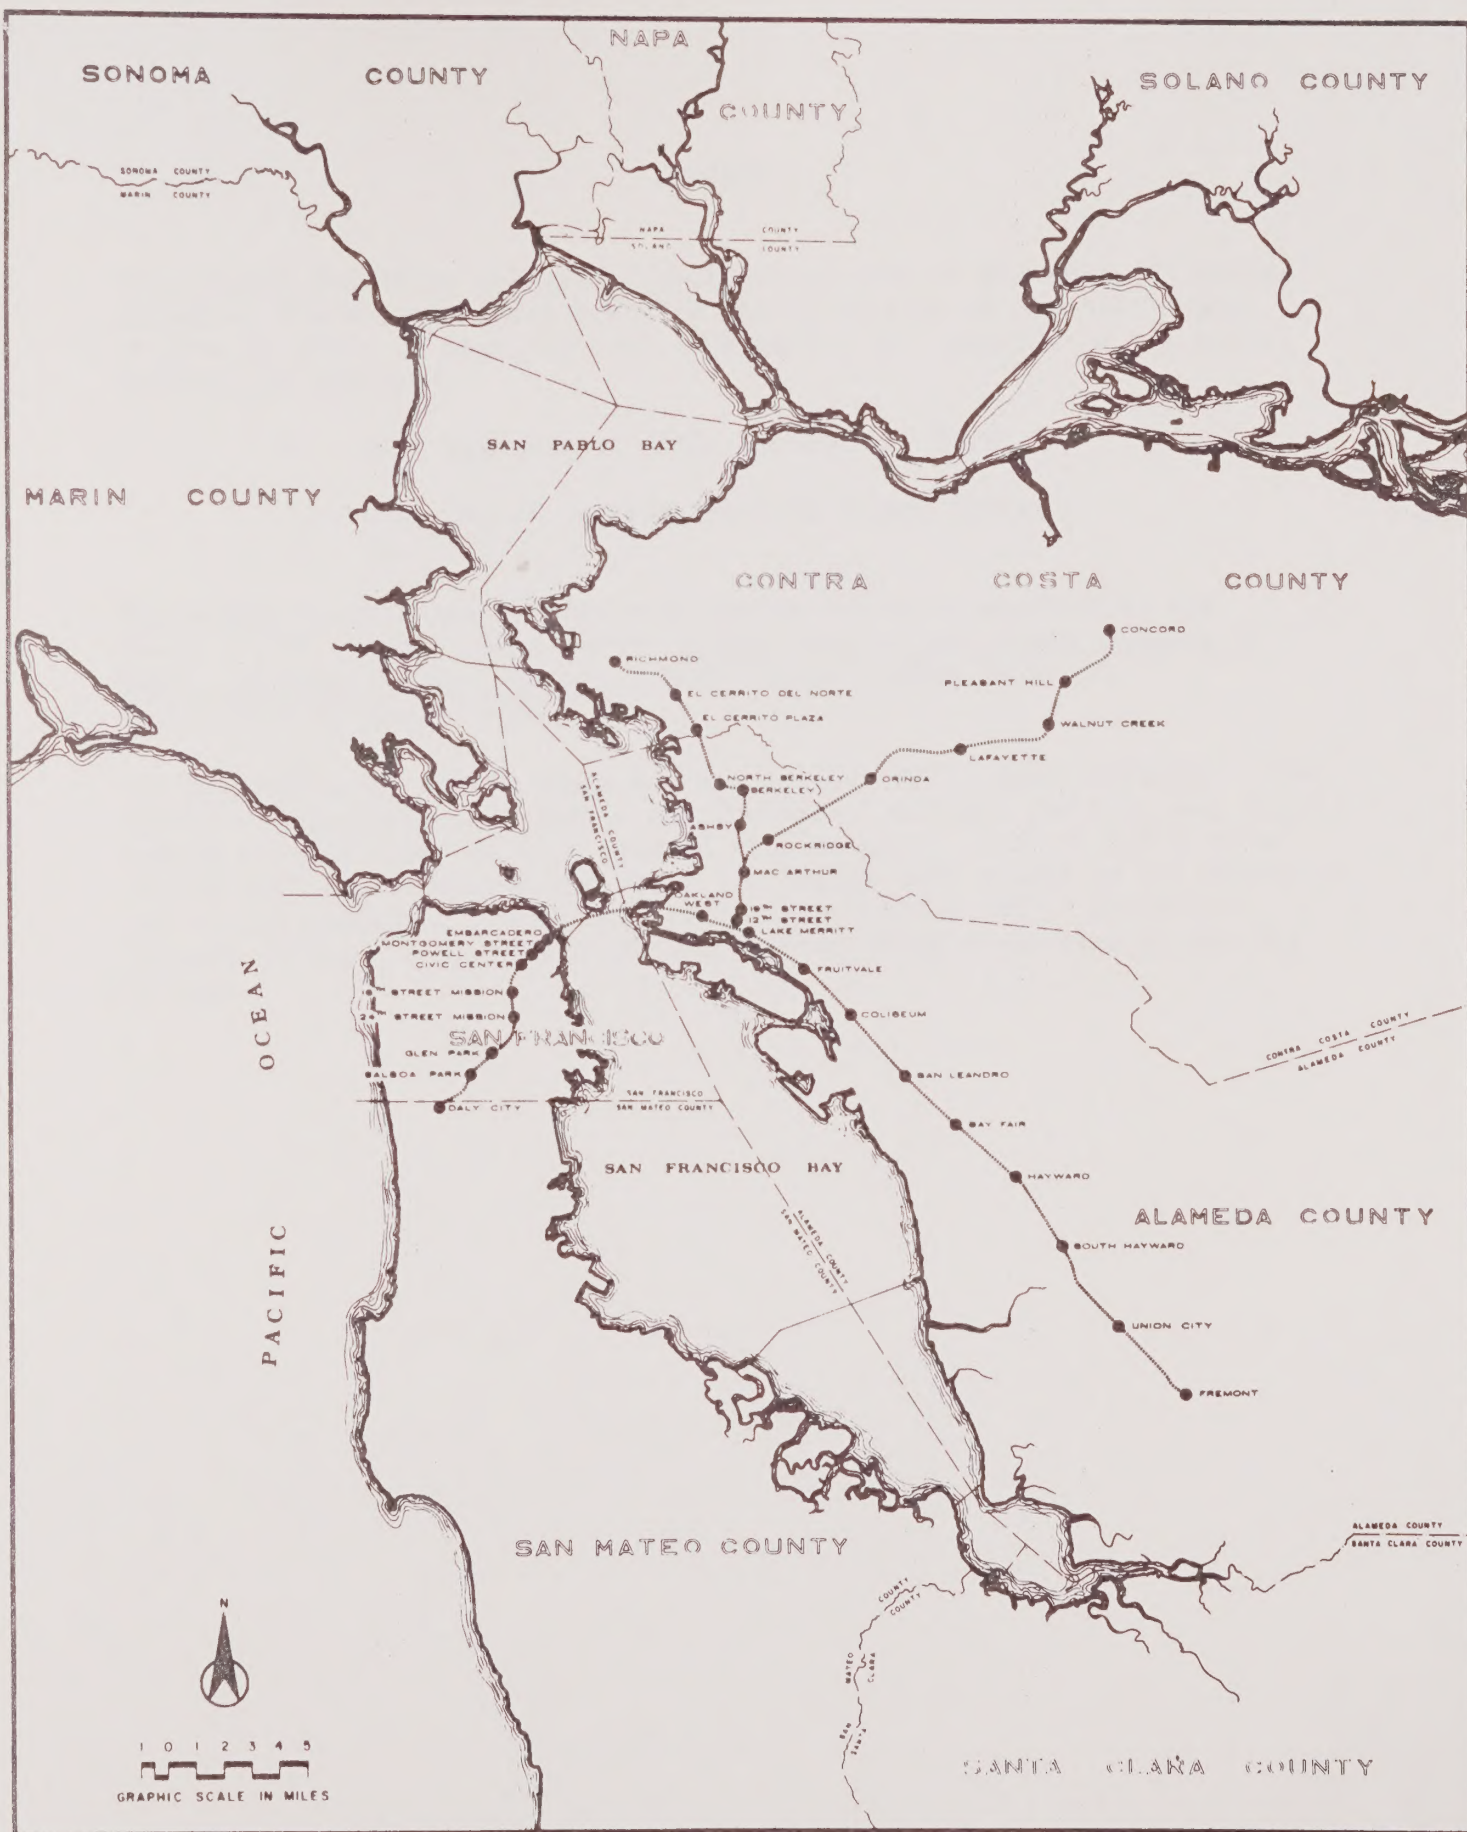 NAPA
SONOMA COUNTY
SOLANO COUNTY
COUNTY
SONOMA COUNTY
MARIN COUNTY
NAPA COUNTY
SOLANO COUNTY
SAN PABLO BAY
MARIN COUNTY
CONTRA COSTA COUNTY
CONCORD
RICHMOND
PLEASANT HILL
EL CERRITO DEL NORTE
EL CERRITO PLAZA
WALNUT CREEK
LAFAYETTE
ORINDA
NORTH BERKELEY
BERKELEY
ALAMEDA COUNTY
SAN FRANCISCO
ASHBY
ROCKRIDGE
MAC ARTHUR
OAKLAND
WEST
19TH STREET
12TH STREET
LAKE MERRITT
EMBARCADERO
MONTGOMERY STREET
POWELL STREET
CIVIC CENTER
FRUITVALE
16TH STREET MISSION
24TH STREET MISSION
COLISEUM
SAN FRANCISCO
GLEN PARK
BALBOA PARK
DALY CITY
SAN LEANDRO
CONTRA COSTA COUNTY
ALAMEDA COUNTY
SAN FRANCISCO
SAN MATEO COUNTY
BAY FAIR
SAN FRANCISCO BAY
HAYWARD
ALAMEDA COUNTY
SAN MATEO COUNTY
ALAMEDA COUNTY
SOUTH HAYWARD
PACIFIC OCEAN
UNION CITY
FREMONT
ALAMEDA COUNTY
SANTA CLARA COUNTY
SAN MATEO COUNTY
SAN MATEO COUNTY
SANTA CLARA COUNTY
N
1 0 1 2 3 4 5
GRAPHIC SCALE IN MILES
SANTA CLARA COUNTY